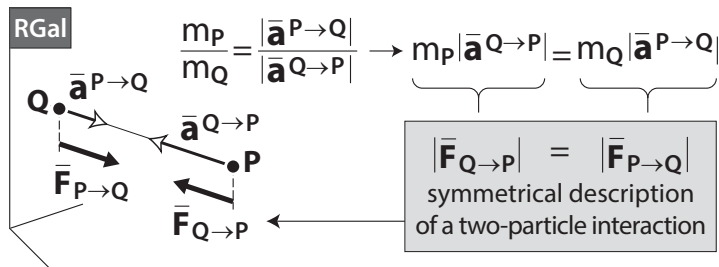 RGal
m_P / m_Q = |a̅^{P→Q}| / |a̅^{Q→P}| → m_P|a̅^{Q→P}| = m_Q|a̅^{P→Q}|
a̅^{P→Q}
Q
a̅^{Q→P}
P
F̅_{P→Q}
F̅_{Q→P}
|F̅_{Q→P}| = |F̅_{P→Q}|
symmetrical description
of a two-particle interaction